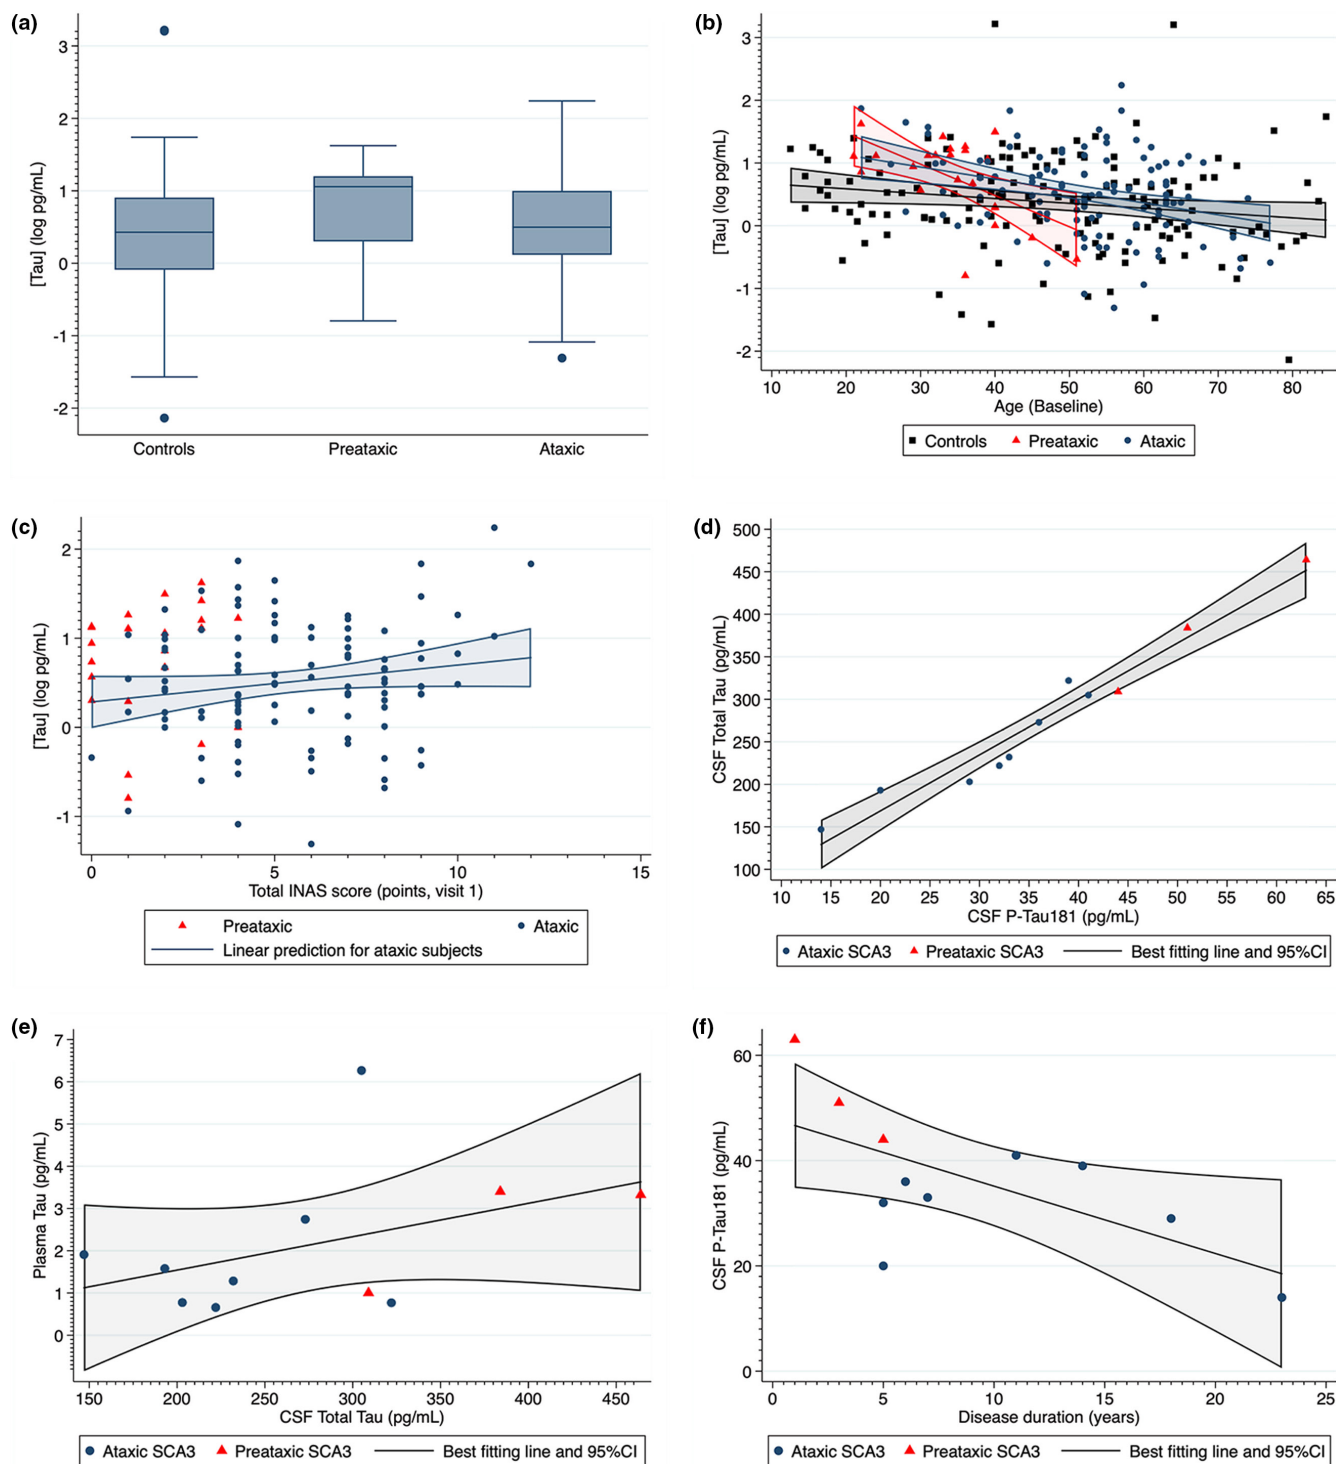 (a)
[Tau] (log pg/mL)
3
2
1
0
-1
-2
Controls Preataxic Ataxic
(b)
[Tau] (log pg/mL)
3
2
1
0
-1
-2
10 20 30 40 50 60 70 80
Age (Baseline)
Controls Preataxic Ataxic
(c)
[Tau] (log pg/mL)
2
1
0
-1
0 5 10 15
Total INAS score (points, visit 1)
Preataxic Ataxic
Linear prediction for ataxic subjects
(d)
CSF Total Tau (pg/mL)
500
450
400
350
300
250
200
150
100
10 15 20 25 30 35 40 45 50 55 60 65
CSF P-Tau181 (pg/mL)
Ataxic SCA3 Preataxic SCA3 Best fitting line and 95%CI
(e)
Plasma Tau (pg/mL)
7
6
5
4
3
2
1
0
150 200 250 300 350 400 450
CSF Total Tau (pg/mL)
Ataxic SCA3 Preataxic SCA3 Best fitting line and 95%CI
(f)
CSF P-Tau181 (pg/mL)
60
40
20
0
0 5 10 15 20 25
Disease duration (years)
Ataxic SCA3 Preataxic SCA3 Best fitting line and 95%CI